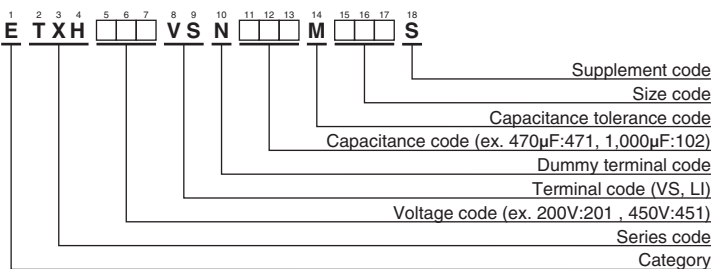 1 2 3 4 5 6 7 8 9 10 11 12 13 14 15 16 17 18
E T X H □□□ V S N □□□ M □□□ S
Supplement code
Size code
Capacitance tolerance code
Capacitance code (ex. 470µF:471, 1,000µF:102)
Dummy terminal code
Terminal code (VS, LI)
Voltage code (ex. 200V:201 , 450V:451)
Series code
Category